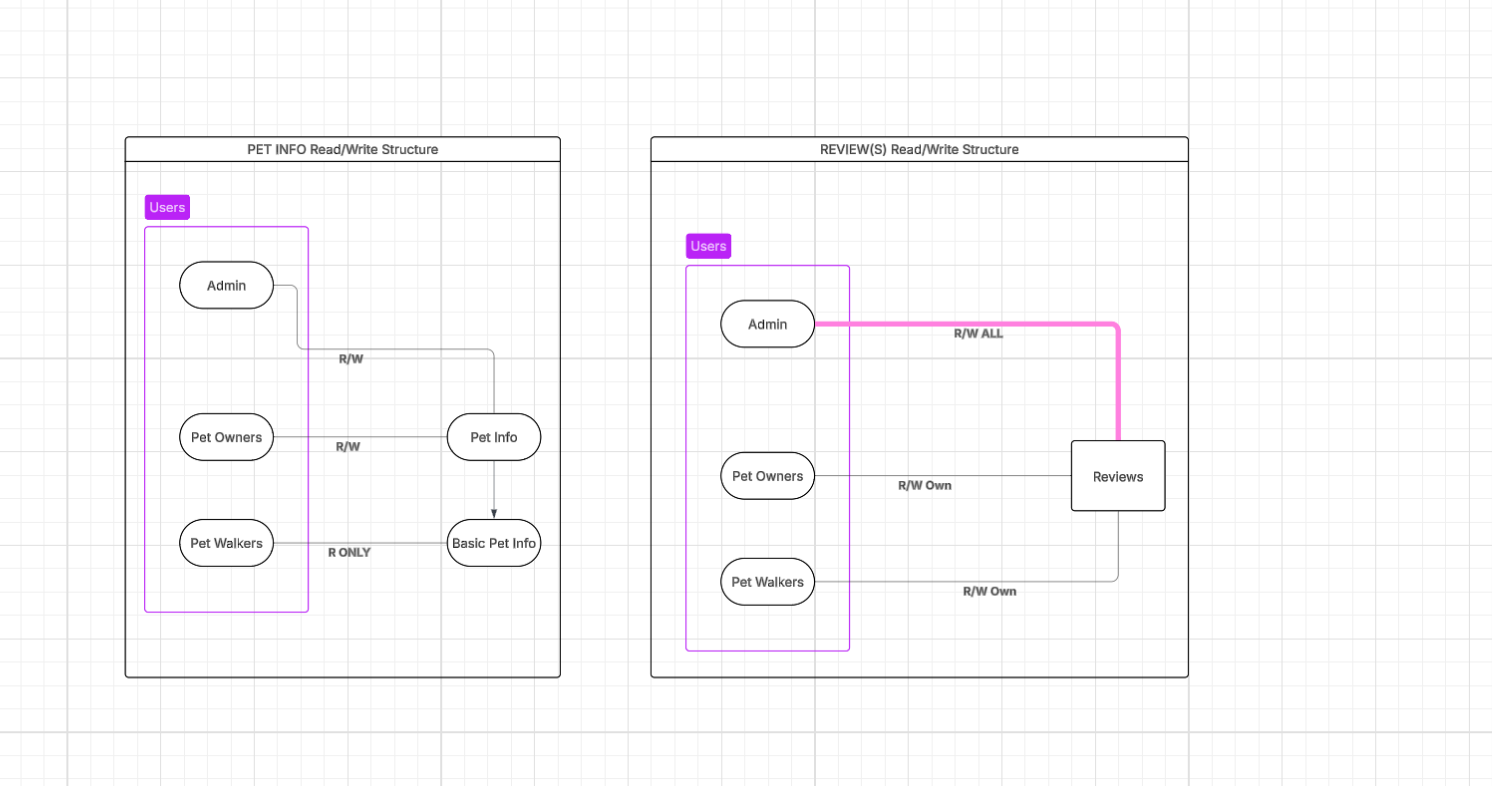 PET INFO Read/Write Structure
Users
Admin
R/W
Pet Owners
R/W
Pet Info
Pet Walkers
R ONLY
Basic Pet Info
REVIEW(S) Read/Write Structure
Users
Admin
R/W ALL
Pet Owners
R/W Own
Reviews
Pet Walkers
R/W Own